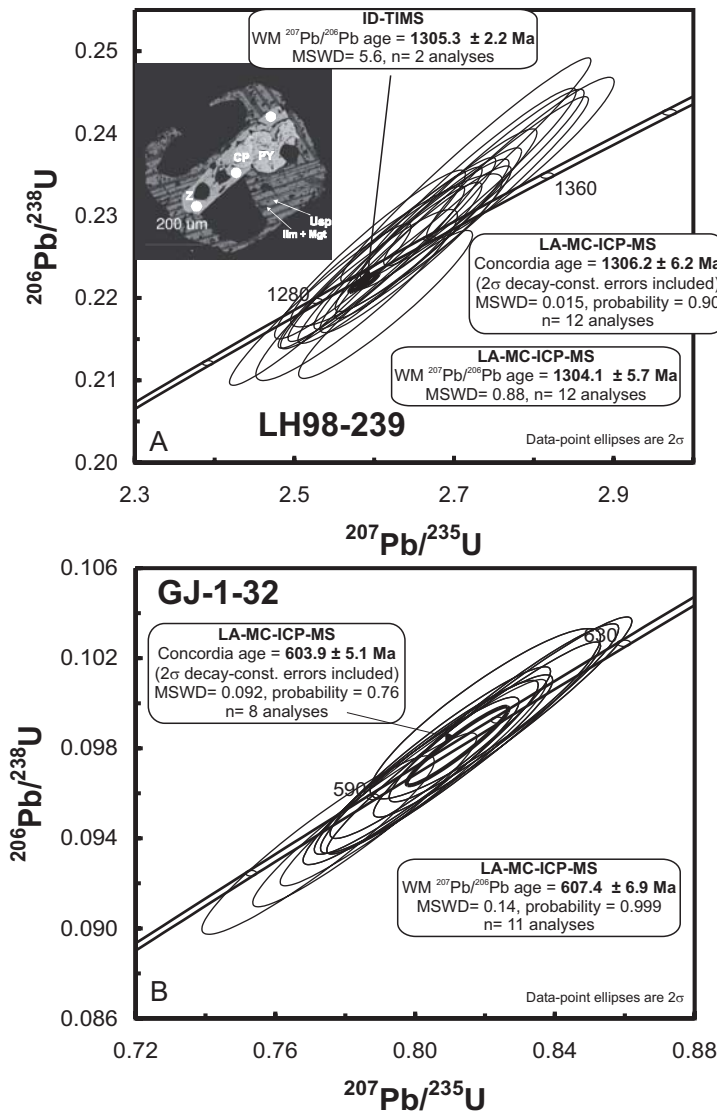 0.25
0.24
0.23
0.22
0.21
0.20
²⁰⁶Pb/²³⁸U
ID-TIMS
WM ²⁰⁷Pb/²⁰⁶Pb age = 1305.3 ± 2.2 Ma
MSWD= 5.6, n= 2 analyses
CP
PY
Z
200 µm
Usp
Ilm + Mgt
1360
1280
LA-MC-ICP-MS
Concordia age = 1306.2 ± 6.2 Ma
(2σ decay-const. errors included)
MSWD= 0.015, probability = 0.90
n= 12 analyses
LA-MC-ICP-MS
WM ²⁰⁷Pb/²⁰⁶Pb age = 1304.1 ± 5.7 Ma
MSWD= 0.88, n= 12 analyses
A
LH98-239
Data-point ellipses are 2σ
2.3
2.5
2.7
2.9
²⁰⁷Pb/²³⁵U
0.106
0.102
0.098
0.094
0.090
0.086
²⁰⁶Pb/²³⁸U
GJ-1-32
LA-MC-ICP-MS
Concordia age = 603.9 ± 5.1 Ma
(2σ decay-const. errors included)
MSWD= 0.092, probability = 0.76
n= 8 analyses
630
590
LA-MC-ICP-MS
WM ²⁰⁷Pb/²⁰⁶Pb age = 607.4 ± 6.9 Ma
MSWD= 0.14, probability = 0.999
n= 11 analyses
B
Data-point ellipses are 2σ
0.72
0.76
0.80
0.84
0.88
²⁰⁷Pb/²³⁵U